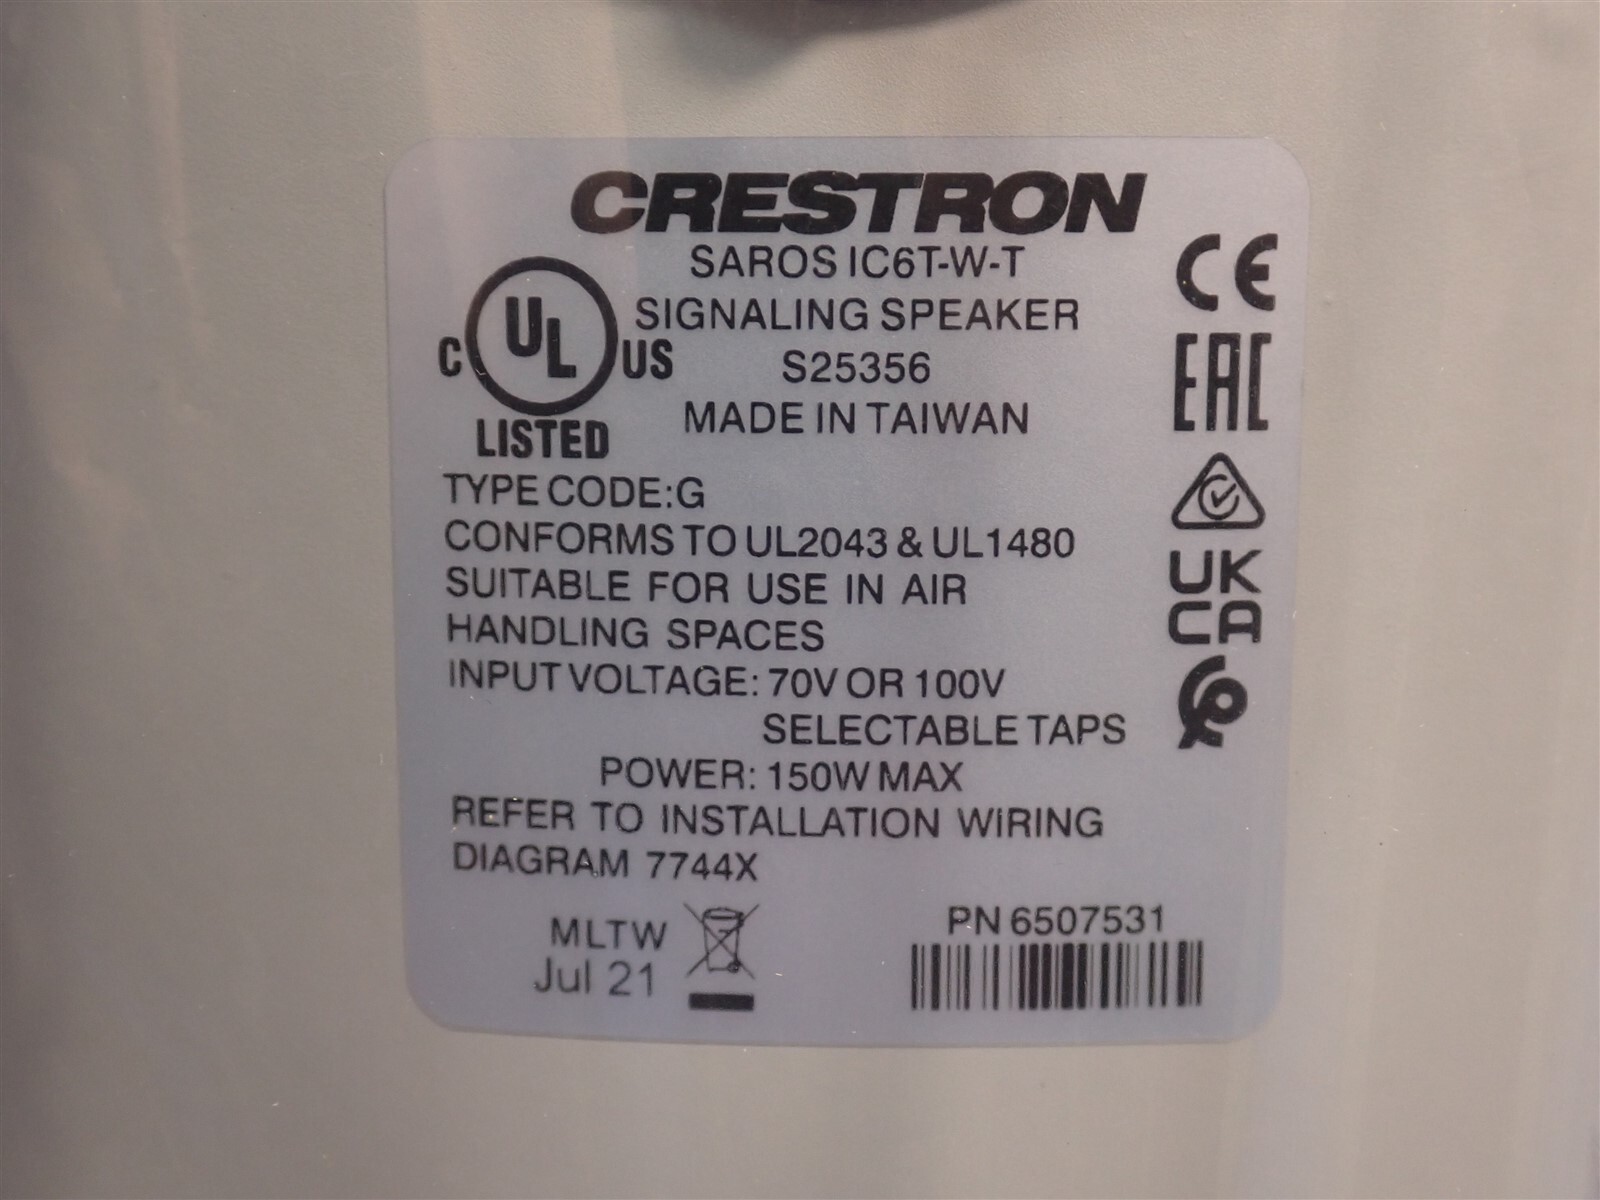 CRESTRON
SAROS IC6T-W-T
SIGNALING SPEAKER
S25356
MADE IN TAIWAN
C UL US
LISTED
CE
EAC
UK
CA
TYPE CODE:G
CONFORMS TO UL2043 & UL1480
SUITABLE FOR USE IN AIR
HANDLING SPACES
INPUT VOLTAGE: 70V OR 100V
SELECTABLE TAPS
POWER: 150W MAX
REFER TO INSTALLATION WIRING
DIAGRAM 7744X
MLTW
Jul 21
PN 6507531